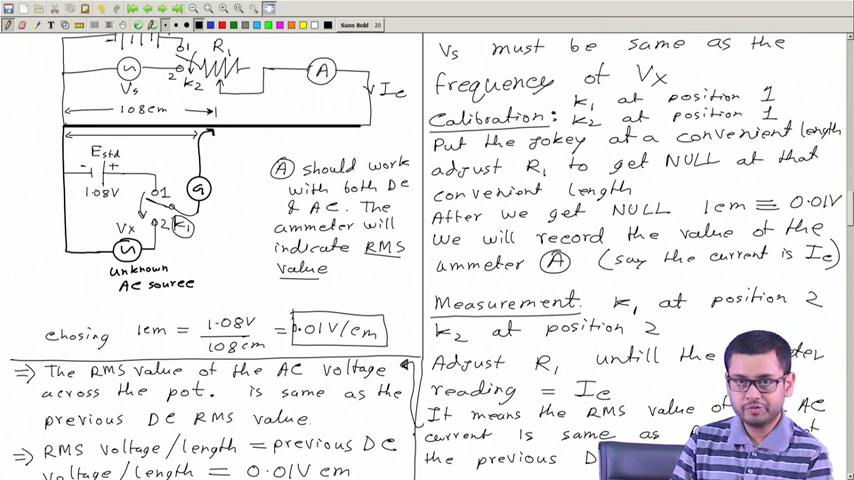 Sans Bold 20
1
R1
2
K2
Vs
A
Ic
108cm
Estd
- +
1.08V
1
G
2 K1
Vx
unknown
AC source
A should work
with both DC
& AC. The
ammeter will
indicate RMS
value
chosing 1cm = 1.08V/108cm = 0.01V/cm
⇒ The RMS value of the AC voltage
across the pot. is same as the
previous DC RMS value.
⇒ RMS voltage/length = previous DC
voltage/length = 0.01V cm
Vs must be same as the
frequency of Vx
K1 at position 1
Calibration: K2 at position 1
Put the jokey at a convenient length
adjust R1 to get NULL at that
convenient length
After we get NULL 1cm ≡ 0.01V
We will record the value of the
ammeter A (say the current is Ic)
Measurement. K1 at position 2
K2 at position 2
Adjust R1 untill the
reading = Ic
It means the RMS value of AC
current is same as
the previous D